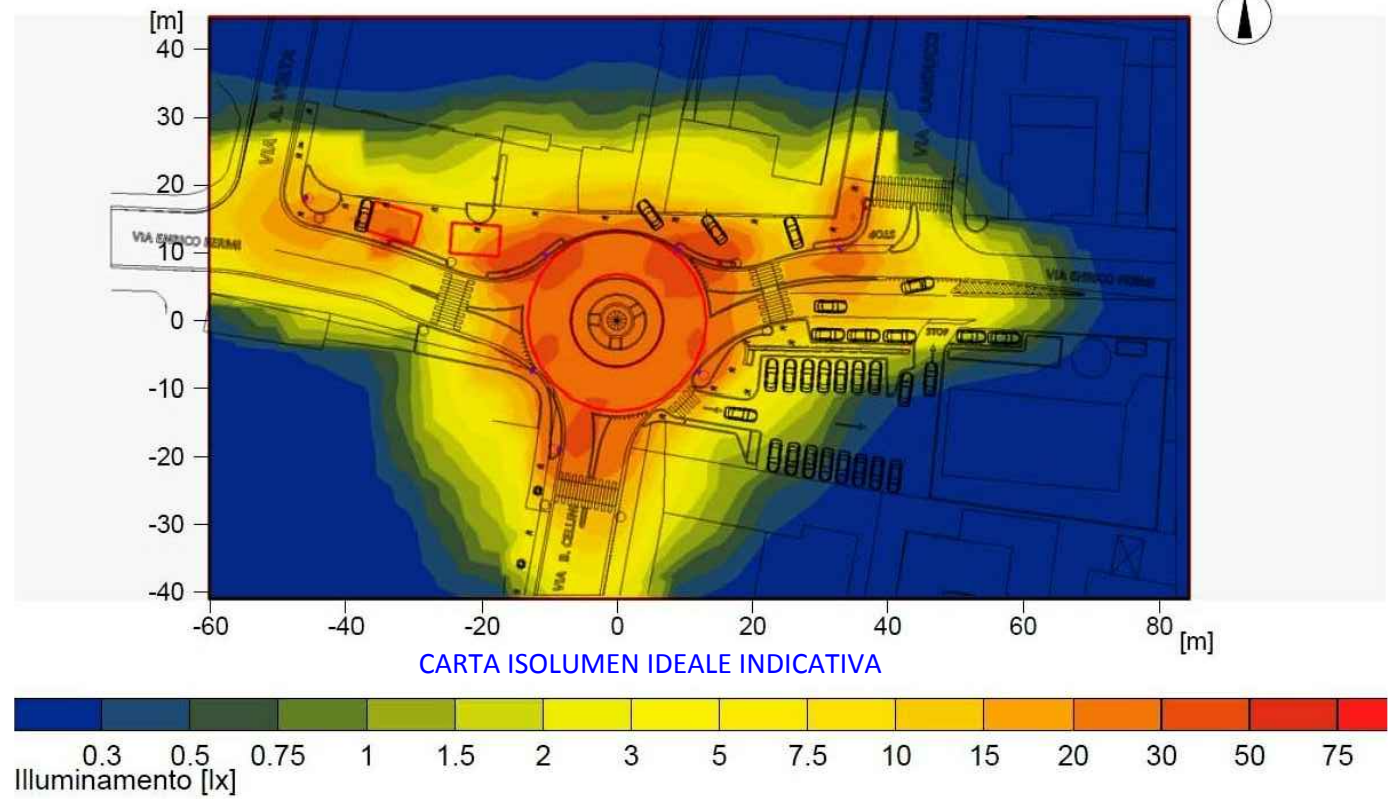 [m]
40
30
20
10
0
-10
-20
-30
-40
VIA A. VOLTA
VIA ENRICO FERMI
STOP
VIA ENRICO FERMI
STOP
VIA B. CELLINI
-60 -40 -20 0 20 40 60 80 [m]
CARTA ISOLUMEN IDEALE INDICATIVA
0.3 0.5 0.75 1 1.5 2 3 5 7.5 10 15 20 30 50 75
Illuminamento [lx]